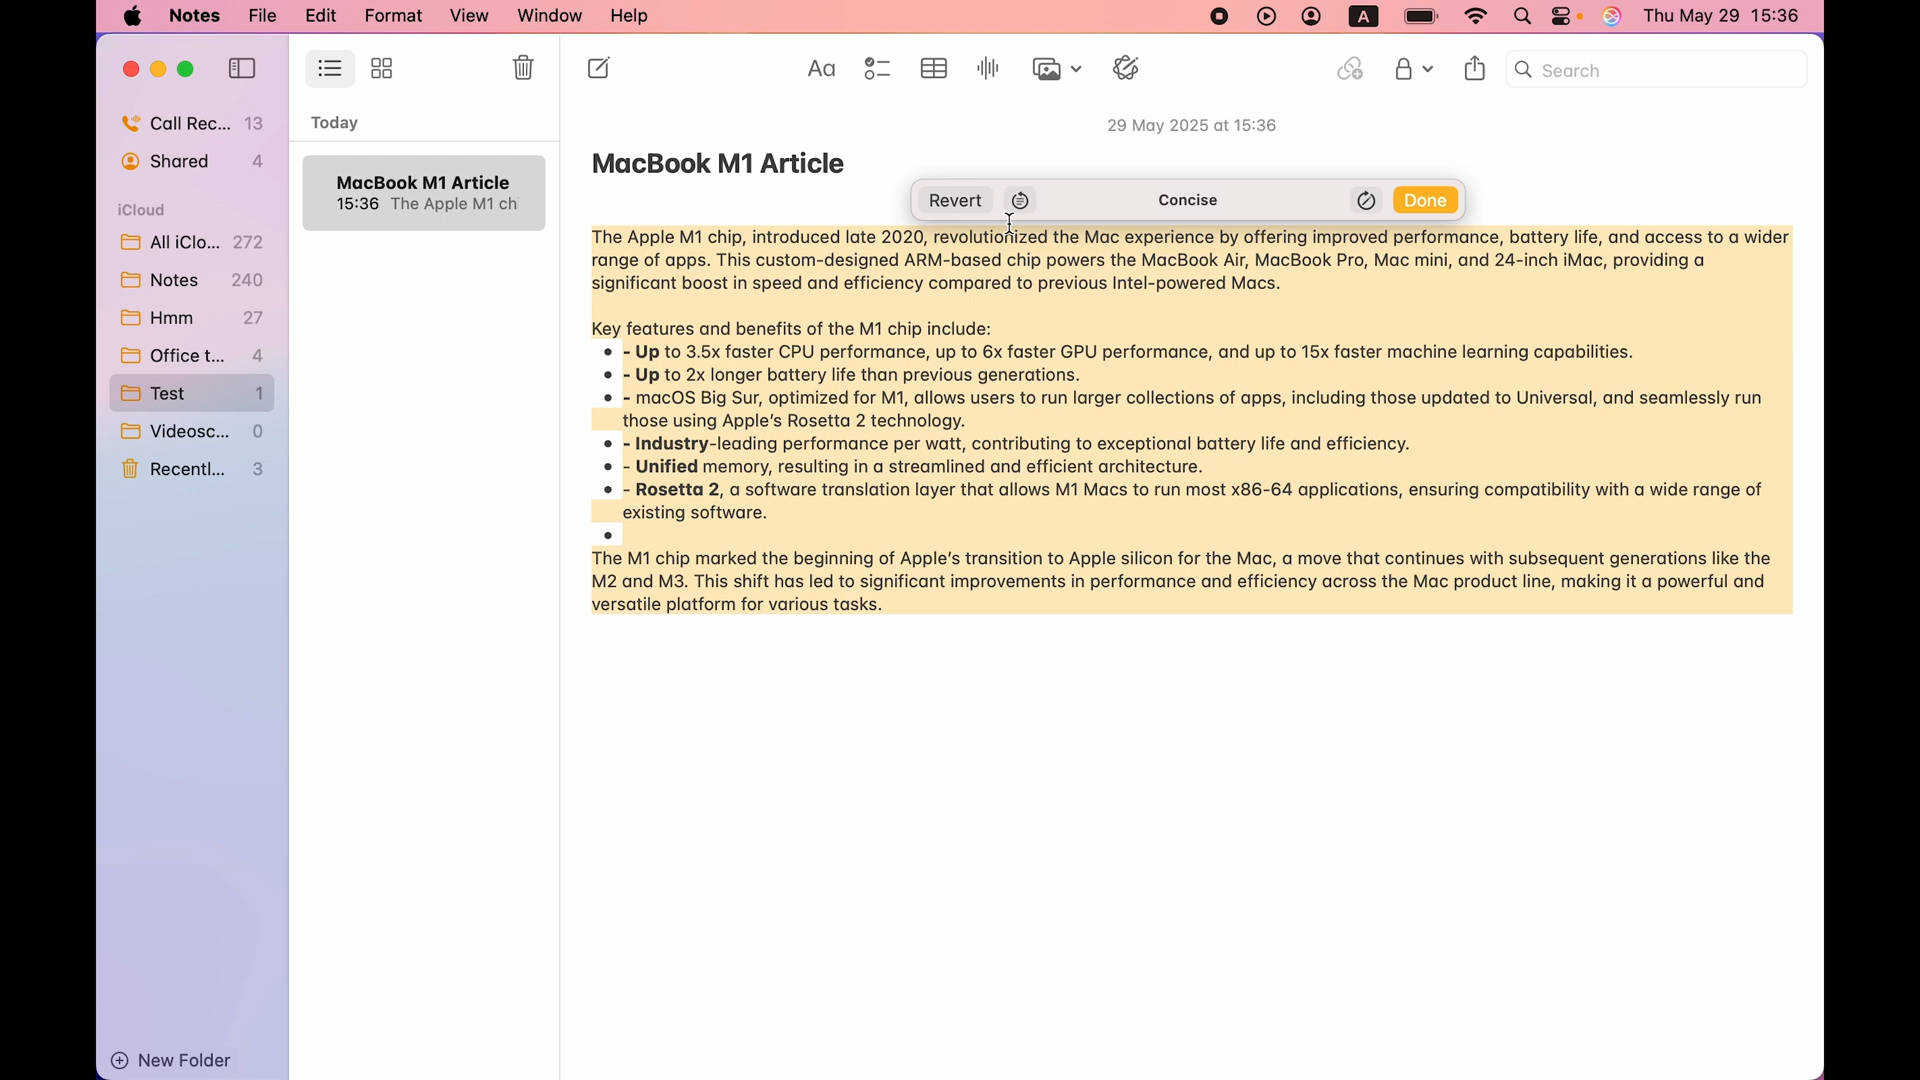 Notes File Edit Format View Window Help A Thu May 29 15:36
Search
Call Rec... 13
Shared 4
iCloud
All iClo... 272
Notes 240
Hmm 27
Office t... 4
Test 1
Videosc... 0
Recentl... 3
New Folder
Today
MacBook M1 Article
15:36 The Apple M1 chi
Aa
29 May 2025 at 15:36
MacBook M1 Article
Revert Concise Done
The Apple M1 chip, introduced late 2020, revolutionized the Mac experience by offering improved performance, battery life, and access to a wider
range of apps. This custom-designed ARM-based chip powers the MacBook Air, MacBook Pro, Mac mini, and 24-inch iMac, providing a
significant boost in speed and efficiency compared to previous Intel-powered Macs.
Key features and benefits of the M1 chip include:
• - Up to 3.5x faster CPU performance, up to 6x faster GPU performance, and up to 15x faster machine learning capabilities.
• - Up to 2x longer battery life than previous generations.
• - macOS Big Sur, optimized for M1, allows users to run larger collections of apps, including those updated to Universal, and seamlessly run
those using Apple’s Rosetta 2 technology.
• - Industry-leading performance per watt, contributing to exceptional battery life and efficiency.
• - Unified memory, resulting in a streamlined and efficient architecture.
• - Rosetta 2, a software translation layer that allows M1 Macs to run most x86-64 applications, ensuring compatibility with a wide range of
existing software.
•
The M1 chip marked the beginning of Apple’s transition to Apple silicon for the Mac, a move that continues with subsequent generations like the
M2 and M3. This shift has led to significant improvements in performance and efficiency across the Mac product line, making it a powerful and
versatile platform for various tasks.